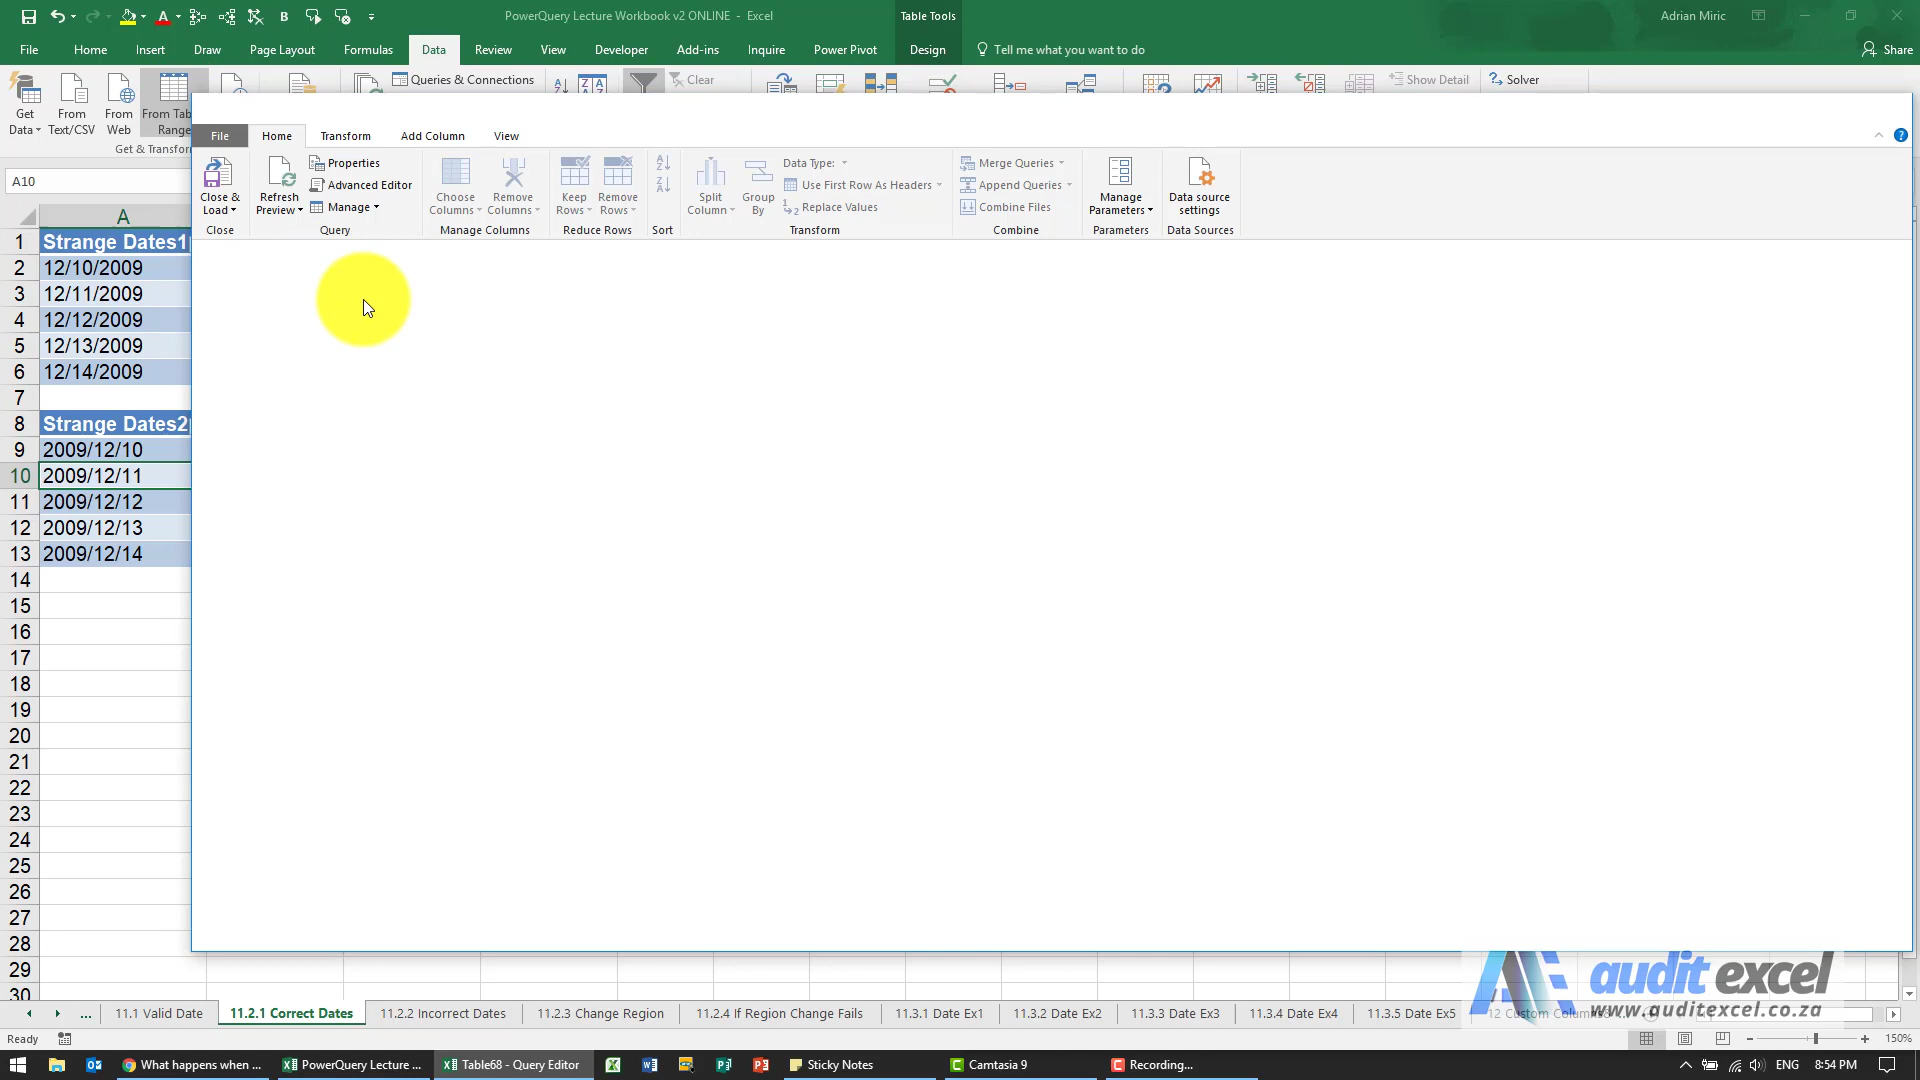 PowerQuery Lecture Workbook v2 ONLINE - Excel
Table Tools
Adrian Miric
File Home Insert Draw Page Layout Formulas Data Review View Developer Add-ins Inquire Power Pivot Design Tell me what you want to do Share
Get Data
From Text/CSV
From Web
From Tab
Range
Queries & Connections
Clear
Show Detail
Solver
Get & Transfor
File Home Transform Add Column View
Close & Load
Refresh Preview
Properties
Advanced Editor
Manage
Choose Columns
Remove Columns
Keep Rows
Remove Rows
Split Column
Group By
Data Type:
Use First Row As Headers
Replace Values
Merge Queries
Append Queries
Combine Files
Manage Parameters
Data source settings
Close Query Manage Columns Reduce Rows Sort Transform Combine Parameters Data Sources
A10
A
1 Strange Dates1
2 12/10/2009
3 12/11/2009
4 12/12/2009
5 12/13/2009
6 12/14/2009
7
8 Strange Dates2
9 2009/12/10
10 2009/12/11
11 2009/12/12
12 2009/12/13
13 2009/12/14
14
15
16
17
18
19
20
21
22
23
24
25
26
27
28
29
30
audit excel
www.auditexcel.co.za
... 11.1 Valid Date 11.2.1 Correct Dates 11.2.2 Incorrect Dates 11.2.3 Change Region 11.2.4 If Region Change Fails 11.3.1 Date Ex1 11.3.2 Date Ex2 11.3.3 Date Ex3 11.3.4 Date Ex4 11.3.5 Date Ex5
Ready 150%
What happens when ... PowerQuery Lecture ... Table68 - Query Editor Sticky Notes Camtasia 9 Recording... ENG 8:54 PM